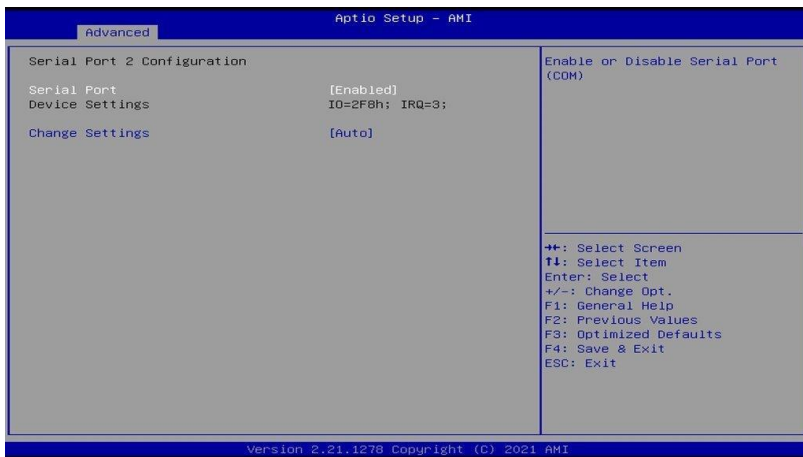 Aptio Setup – AMI
Advanced
Serial Port 2 Configuration
Serial Port [Enabled]
Device Settings IO=2F8h; IRQ=3;
Change Settings [Auto]
Enable or Disable Serial Port
(COM)
→←: Select Screen
↑↓: Select Item
Enter: Select
+/-: Change Opt.
F1: General Help
F2: Previous Values
F3: Optimized Defaults
F4: Save & Exit
ESC: Exit
Version 2.21.1278 Copyright (C) 2021 AMI